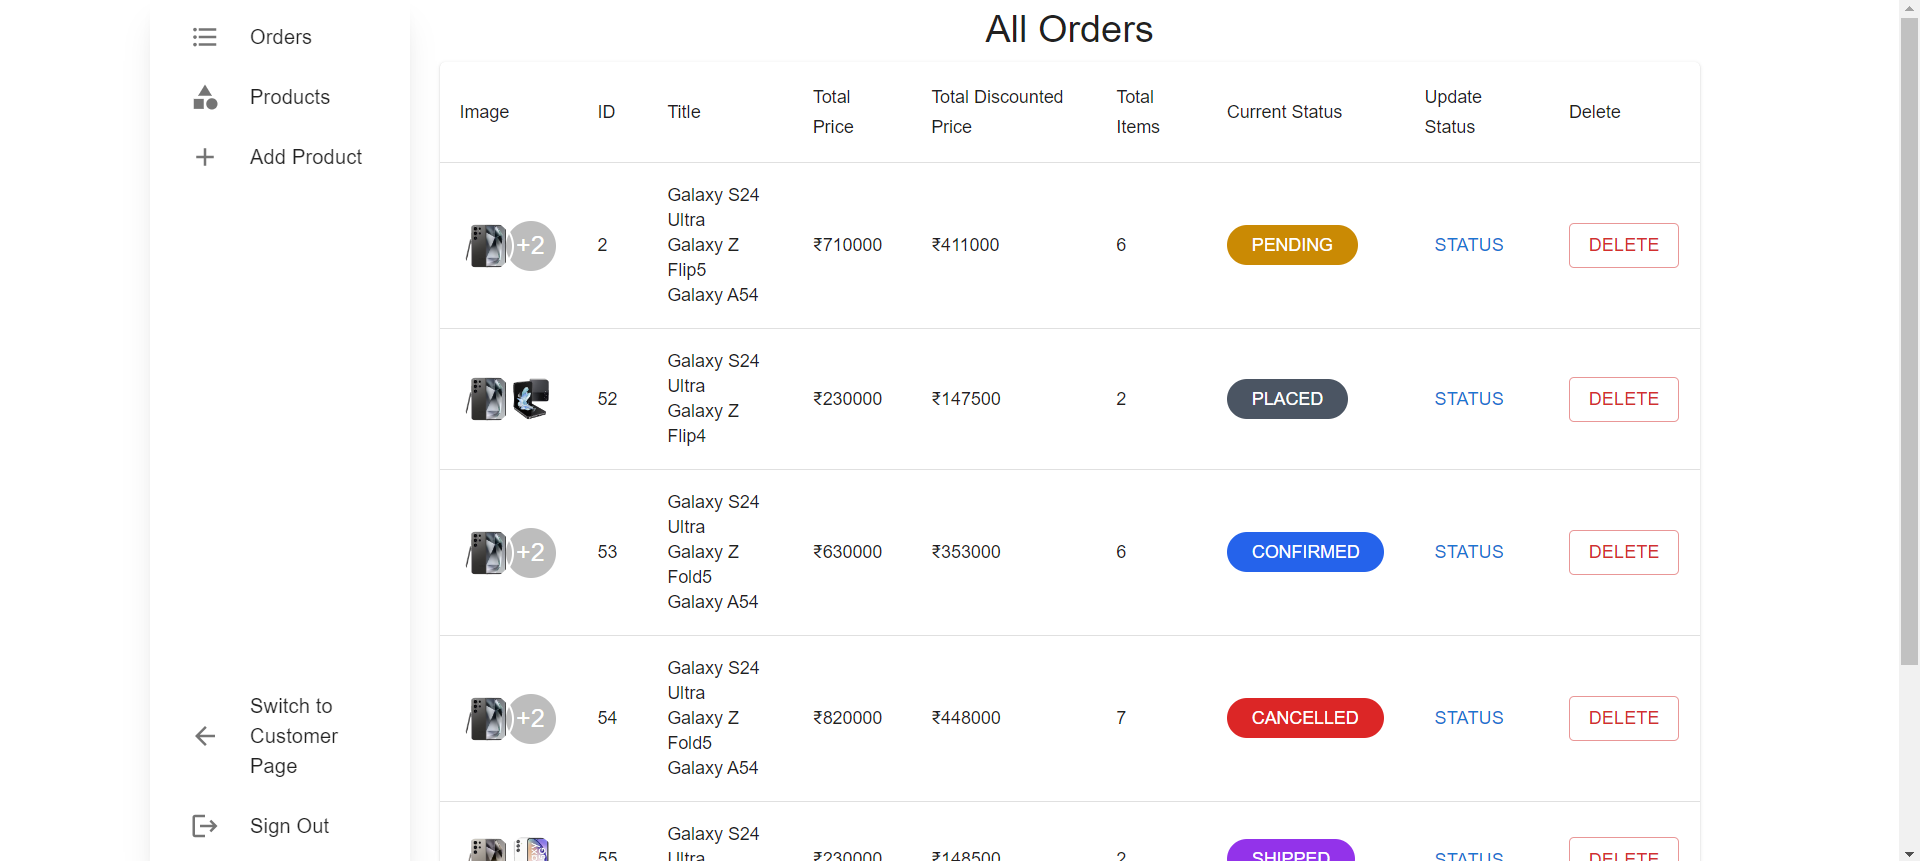 Orders
Products
Add Product
Switch to
Customer
Page
Sign Out
All Orders
Image ID Title Total Price Total Discounted Price Total Items Current Status Update Status Delete
+2 2 Galaxy S24 ₹710000 ₹411000 6 PENDING STATUS DELETE
Ultra
Galaxy Z
Flip5
Galaxy A54
52 Galaxy S24 ₹230000 ₹147500 2 PLACED STATUS DELETE
Ultra
Galaxy Z
Flip4
+2 53 Galaxy S24 ₹630000 ₹353000 6 CONFIRMED STATUS DELETE
Ultra
Galaxy Z
Fold5
Galaxy A54
+2 54 Galaxy S24 ₹820000 ₹448000 7 CANCELLED STATUS DELETE
Ultra
Galaxy Z
Fold5
Galaxy A54
55 Galaxy S24 ₹230000 ₹148500 2 SHIPPED STATUS DELETE
Ultra